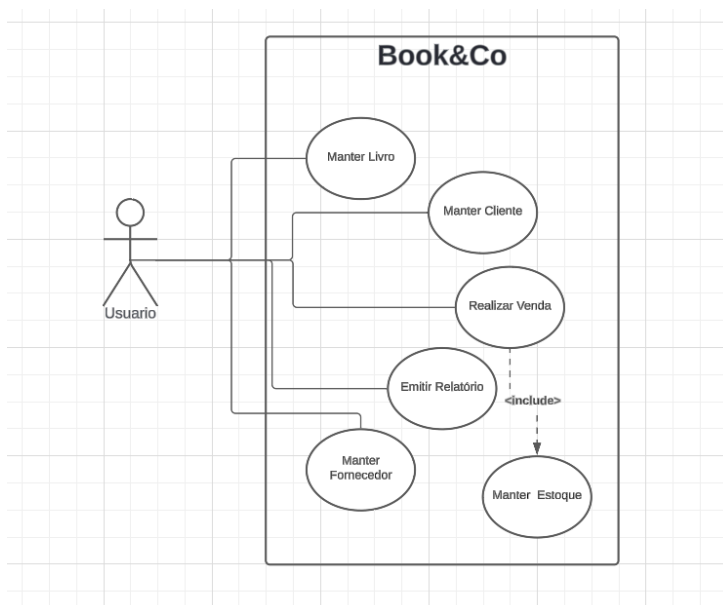 Book&Co
Manter Livro
Manter Cliente
Usuario
Realizar Venda
Emitir Relatório
<include>
Manter
Fornecedor
Manter  Estoque